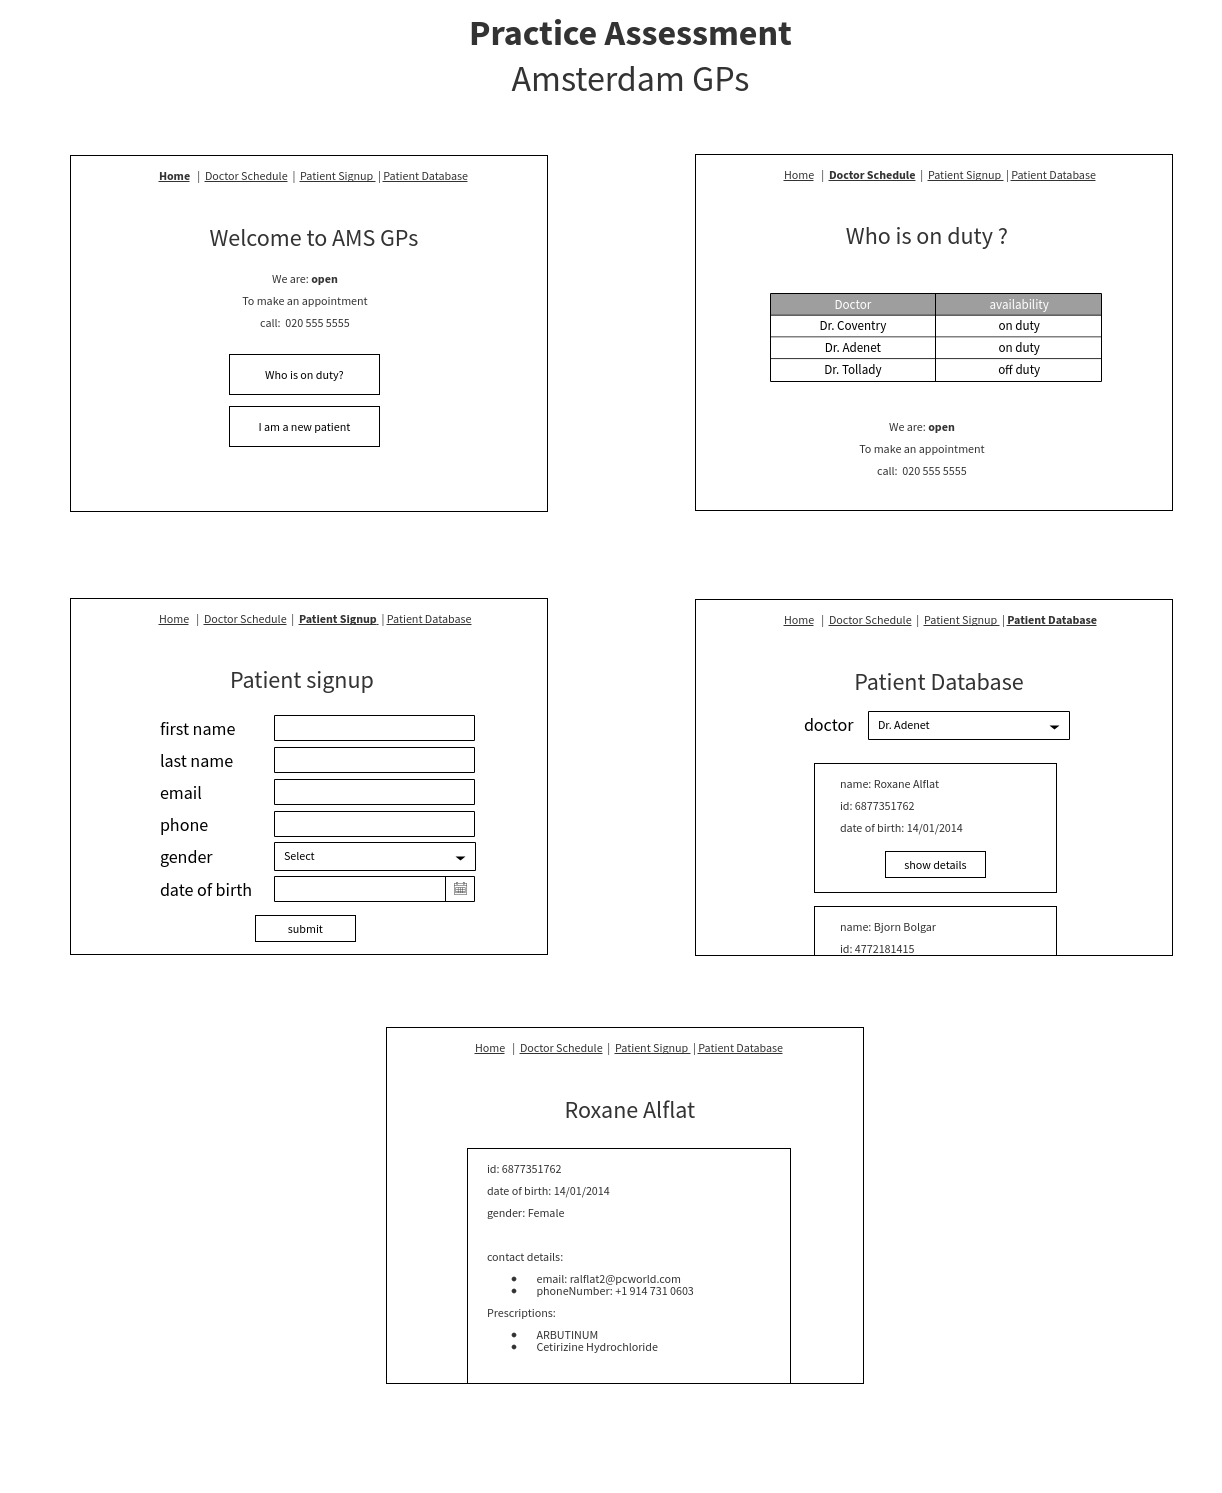 Practice Assessment
Amsterdam GPs
Home | Doctor Schedule | Patient Signup | Patient Database
Welcome to AMS GPs
We are: open
To make an appointment
call: 020 555 5555
Who is on duty?
I am a new patient
Home | Doctor Schedule | Patient Signup | Patient Database
Who is on duty ?
Doctor availability
Dr. Coventry on duty
Dr. Adenet on duty
Dr. Tollady off duty
We are: open
To make an appointment
call: 020 555 5555
Home | Doctor Schedule | Patient Signup | Patient Database
Patient signup
first name
last name
email
phone
gender Select
date of birth
submit
Home | Doctor Schedule | Patient Signup | Patient Database
Patient Database
doctor Dr. Adenet
name: Roxane Alflat
id: 6877351762
date of birth: 14/01/2014
show details
name: Bjorn Bolgar
id: 4772181415
Home | Doctor Schedule | Patient Signup | Patient Database
Roxane Alflat
id: 6877351762
date of birth: 14/01/2014
gender: Female
contact details:
● email: ralflat2@pcworld.com
● phoneNumber: +1 914 731 0603
Prescriptions:
● ARBUTINUM
● Cetirizine Hydrochloride